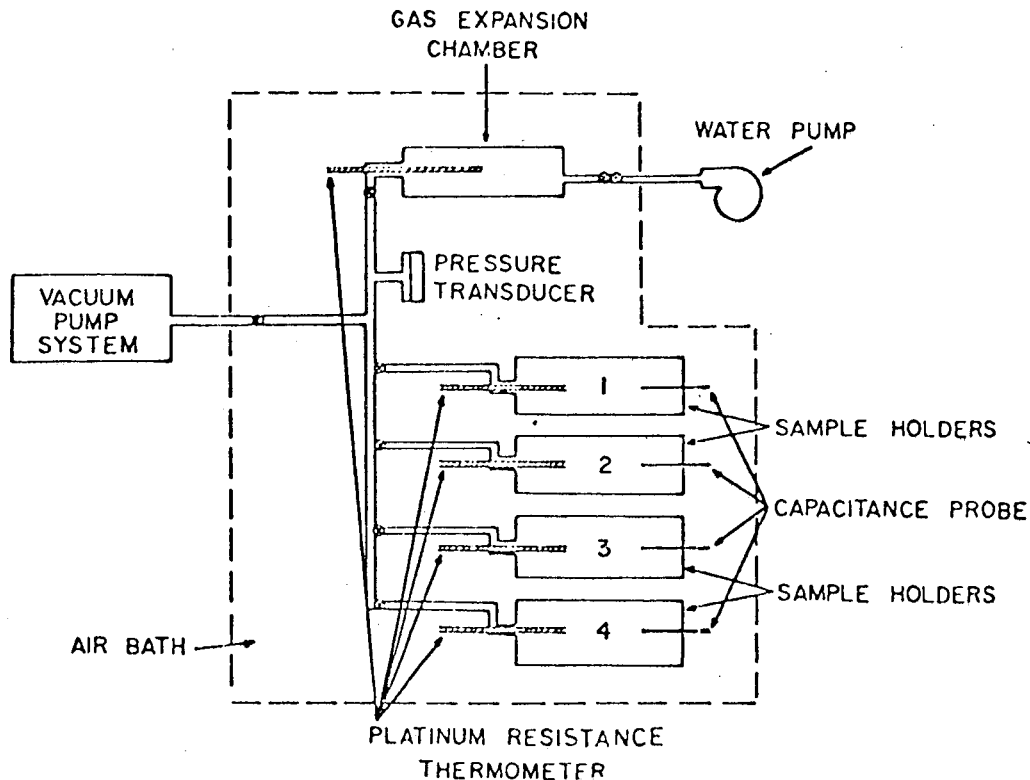 GAS EXPANSION
CHAMBER
WATER PUMP
PRESSURE
TRANSDUCER
VACUUM
PUMP
SYSTEM
1
SAMPLE HOLDERS
2
CAPACITANCE PROBE
3
SAMPLE HOLDERS
4
AIR BATH
PLATINUM RESISTANCE
THERMOMETER